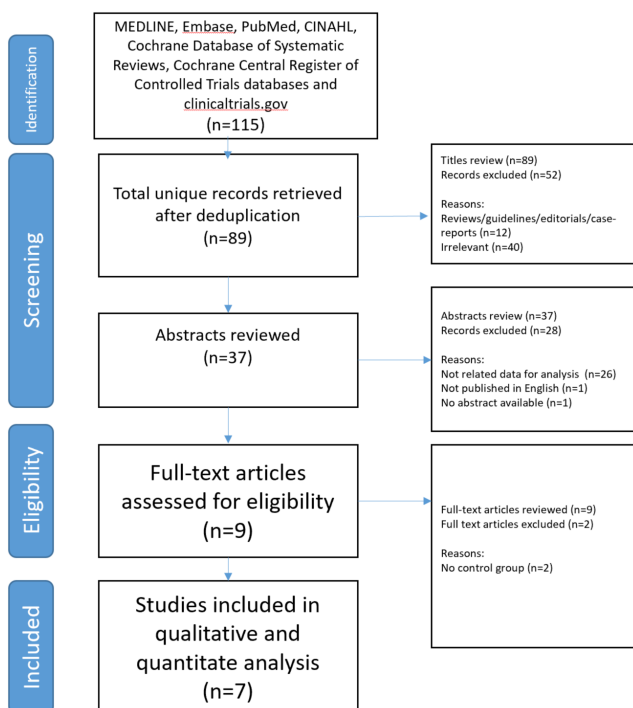 Identification
MEDLINE, Embase, PubMed, CINAHL,
Cochrane Database of Systematic
Reviews, Cochrane Central Register of
Controlled Trials databases and
clinicaltrials.gov
(n=115)
Screening
Total unique records retrieved
after deduplication
(n=89)
Titles review (n=89)
Records excluded (n=52)
Reasons:
Reviews/guidelines/editorials/case-
reports (n=12)
Irrelevant (n=40)
Abstracts reviewed
(n=37)
Abstracts review (n=37)
Records excluded (n=28)
Reasons:
Not related data for analysis  (n=26)
Not published in English (n=1)
No abstract available (n=1)
Eligibility
Full-text articles
assessed for eligibility
(n=9)
Full-text articles reviewed (n=9)
Full text articles excluded (n=2)
Reasons:
No control group (n=2)
Included
Studies included in
qualitative and
quantitate analysis
(n=7)